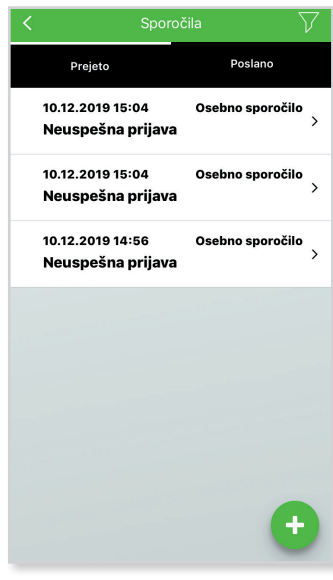 Sporočila
Prejeto Poslano
10.12.2019 15:04 Osebno sporočilo
Neuspešna prijava
10.12.2019 15:04 Osebno sporočilo
Neuspešna prijava
10.12.2019 14:56 Osebno sporočilo
Neuspešna prijava